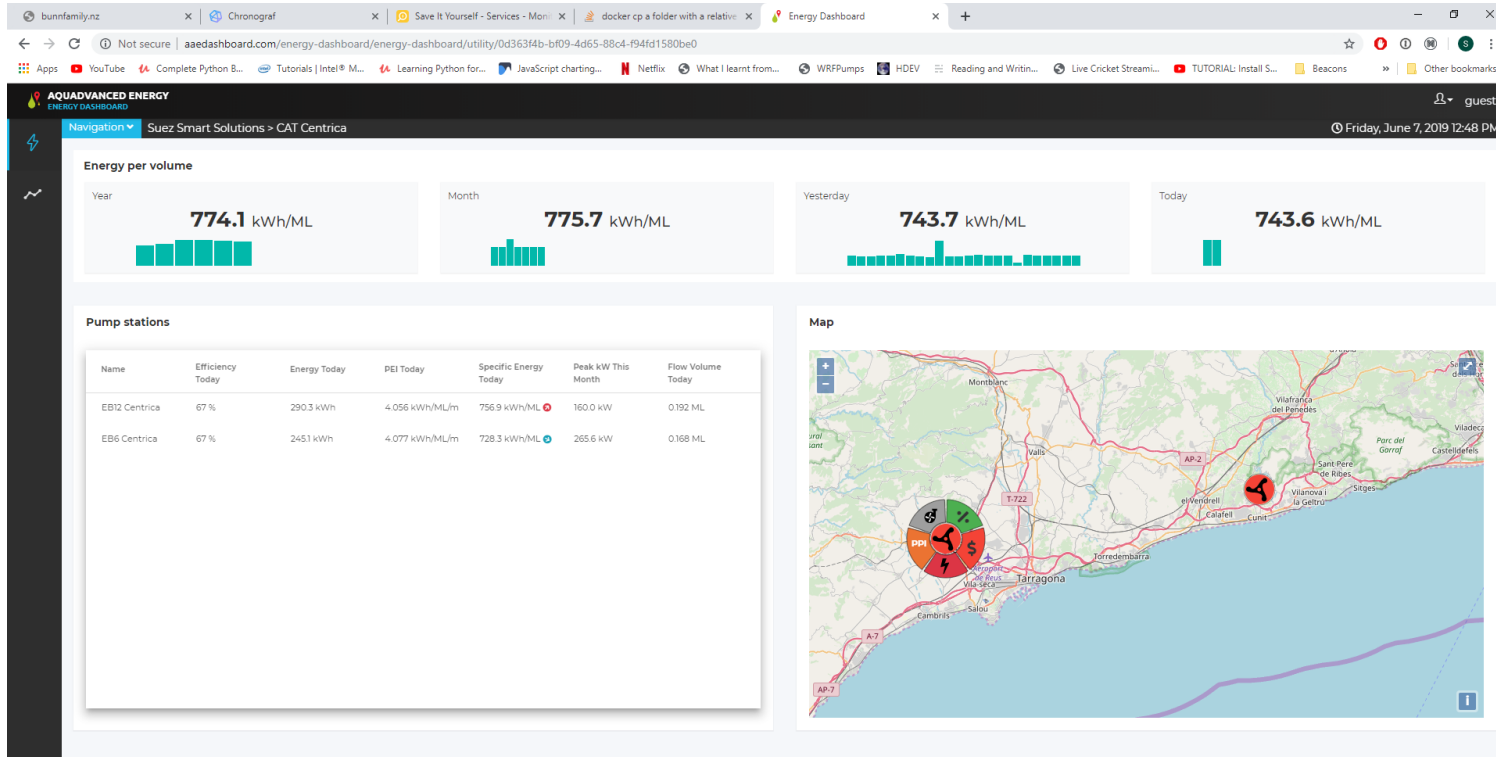 bunnfamily.nz
Chronograf
Save It Yourself - Services - Moni
docker cp a folder with a relative
Energy Dashboard
Not secure | aaedashboard.com/energy-dashboard/energy-dashboard/utility/0d363f4b-bf09-4d65-88c4-f94fd1580be0
Apps YouTube Complete Python B... Tutorials | Intel® M... Learning Python for... JavaScript charting... Netflix What I learnt from... WRFPumps HDEV Reading and Writin... Live Cricket Streami... TUTORIAL: Install S... Beacons » Other bookmarks
AQUADVANCED ENERGY
ENERGY DASHBOARD
guest
Navigation Suez Smart Solutions > CAT Centrica
Friday, June 7, 2019 12:48 PM
Energy per volume
Year
774.1 kWh/ML
Month
775.7 kWh/ML
Yesterday
743.7 kWh/ML
Today
743.6 kWh/ML
Pump stations
Name Efficiency Today Energy Today PEI Today Specific Energy Today Peak kW This Month Flow Volume Today
EB12 Centrica 67 % 290.3 kWh 4.056 kWh/ML/m 756.9 kWh/ML 160.0 kW 0.192 ML
EB6 Centrica 67 % 245.1 kWh 4.077 kWh/ML/m 728.3 kWh/ML 265.6 kW 0.168 ML
Map
+
−
Montblanc
Vilafranca
del Penedès
Viladeca
Parc del
Garraf
Castelldefels
Valls
AP-2
Sant Pere
de Ribes
Sitges
Vilanova i
la Geltrú
T-722
el Vendrell
Calafell
Cunit
PPI
%
$
Torredembarra
Aeroport
de Reus
Tarragona
Vila-seca
Salou
Cambrils
A-7
AP-7
i